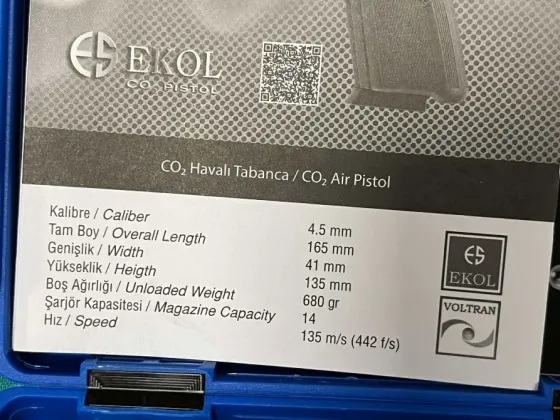 ES EKOL
CO₂ PISTOL
CO₂ Havalı Tabanca / CO₂ Air Pistol
Kalibre / Caliber 4.5 mm
Tam Boy / Overall Length 165 mm
Genişlik / Width 41 mm
Yükseklik / Heigth 135 mm
Boş Ağırlığı / Unloaded Weight 680 gr
Şarjör Kapasitesi / Magazine Capacity 14
Hız / Speed 135 m/s (442 f/s)
ES
EKOL
VOLTRAN